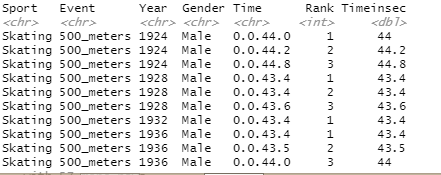 Sport Event Year Gender Time Rank Timeinsec
<chr> <chr> <chr> <chr> <chr> <int> <dbl>
Skating 500_meters 1924 Male 0.0.44.0 1 44
Skating 500_meters 1924 Male 0.0.44.2 2 44.2
Skating 500_meters 1924 Male 0.0.44.8 3 44.8
Skating 500_meters 1928 Male 0.0.43.4 1 43.4
Skating 500_meters 1928 Male 0.0.43.4 2 43.4
Skating 500_meters 1928 Male 0.0.43.6 3 43.6
Skating 500_meters 1932 Male 0.0.43.4 1 43.4
Skating 500_meters 1936 Male 0.0.43.4 1 43.4
Skating 500_meters 1936 Male 0.0.43.5 2 43.5
Skating 500_meters 1936 Male 0.0.44.0 3 44